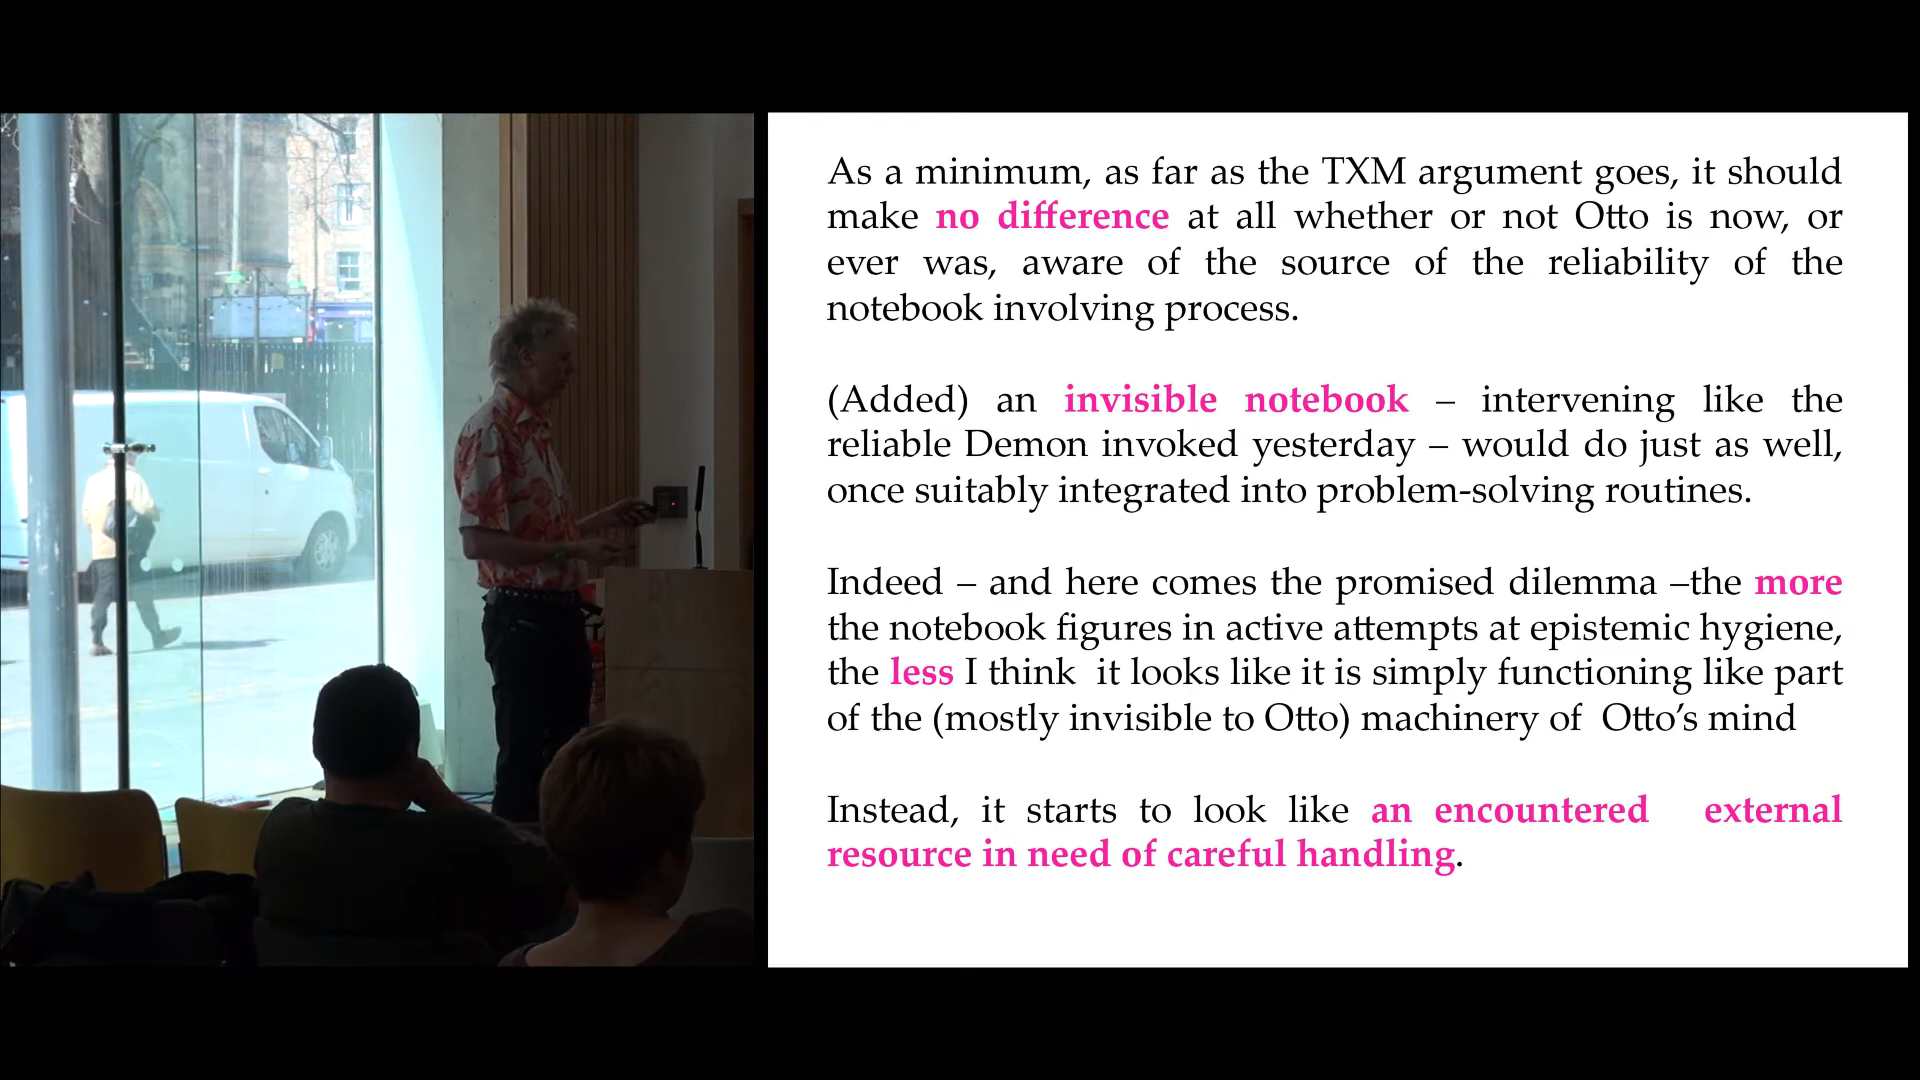 As a minimum, as far as the TXM argument goes, it should
make no difference at all whether or not Otto is now, or
ever was, aware of the source of the reliability of the
notebook involving process.
(Added) an invisible notebook – intervening like the
reliable Demon invoked yesterday – would do just as well,
once suitably integrated into problem-solving routines.
Indeed – and here comes the promised dilemma –the more
the notebook figures in active attempts at epistemic hygiene,
the less I think it looks like it is simply functioning like part
of the (mostly invisible to Otto) machinery of Otto’s mind
Instead, it starts to look like an encountered external
resource in need of careful handling.